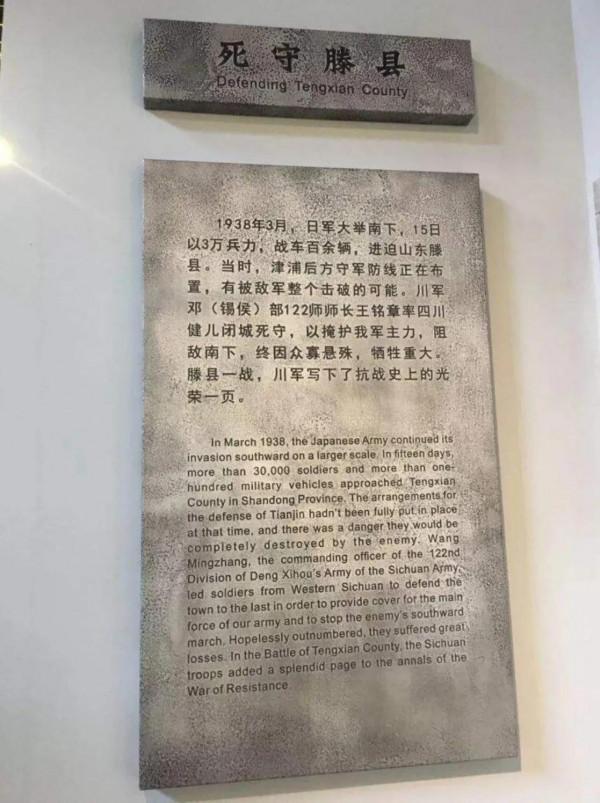 死守滕县
Defending Tengxian County
1938年3月，日军大举南下，15日
以3万兵力，战车百余辆，进迫山东滕
县。当时，津浦后方守军防线正在布
置，有被敌军整个击破的可能。川军
邓（锡侯）部122师师长王铭章率四川
健儿闭城死守，以掩护我军主力，阻
敌南下，终因众寡悬殊，牺牲重大。
滕县一战，川军写下了抗战史上的光
荣一页。
In March 1938, the Japanese Army continued its
invasion southward on a larger scale. In fifteen days,
more than 30,000 soldiers and more than one-
hundred military vehicles approached Tengxian
County in Shandong Province. The arrangements for
the defense of Tianjin hadn't been fully put in place
at that time, and there was a danger they would be
completely destroyed by the enemy. Wang
Mingzhang, the commanding officer of the 122nd
Division of Deng Xihou's Army of the Sichuan Army,
led soldiers from Western Sichuan to defend the
town to the last in order to provide cover for the main
force of our army and to stop the enemy's southward
march. Hopelessly outnumbered, they suffered great
losses. In the Battle of Tengxian County, the Sichuan
troops added a splendid page to the annals of the
War of Resistance.